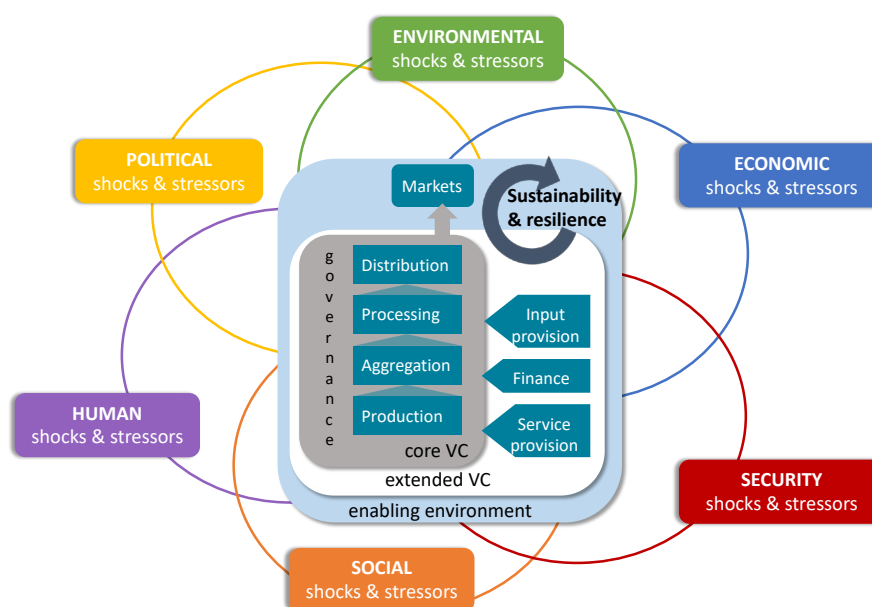 ENVIRONMENTAL
shocks & stressors
POLITICAL
shocks & stressors
ECONOMIC
shocks & stressors
Markets
Sustainability
& resilience
governance
Distribution
Processing
Aggregation
Production
core VC
Input
provision
Finance
Service
provision
extended VC
enabling environment
HUMAN
shocks & stressors
SECURITY
shocks & stressors
SOCIAL
shocks & stressors